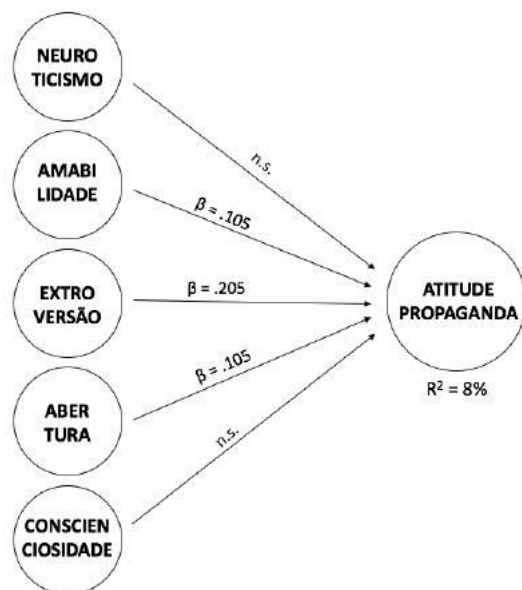 NEURO
TICISMO
n.s.
AMABI
LIDADE
β = .105
EXTRO
VERSÃO
β = .205
ATITUDE
PROPAGANDA
R² = 8%
ABER
TURA
β = .105
n.s.
CONSCIEN
CIOSIDADE